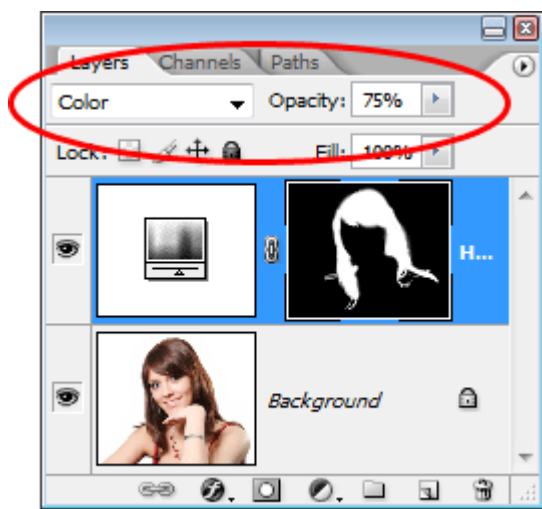 Layers Channels Paths
Color Opacity: 75%
Lock: Fill: 100%
H...
Background